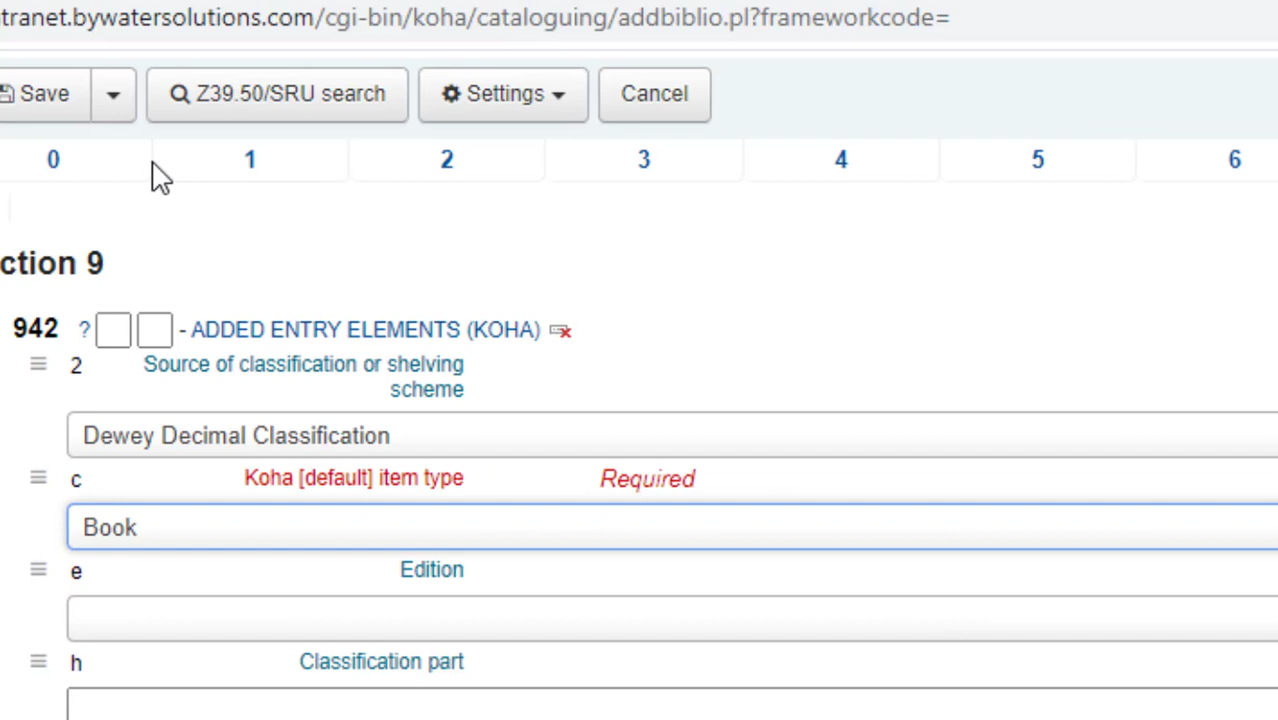 tranet.bywatersolutions.com/cgi-bin/koha/cataloguing/addbiblio.pl?frameworkcode=
Save Z39.50/SRU search Settings Cancel
0 1 2 3 4 5 6
ction 9
942 ? - ADDED ENTRY ELEMENTS (KOHA)
2 Source of classification or shelving
scheme
Dewey Decimal Classification
c Koha [default] item type Required
Book
e Edition
h Classification part